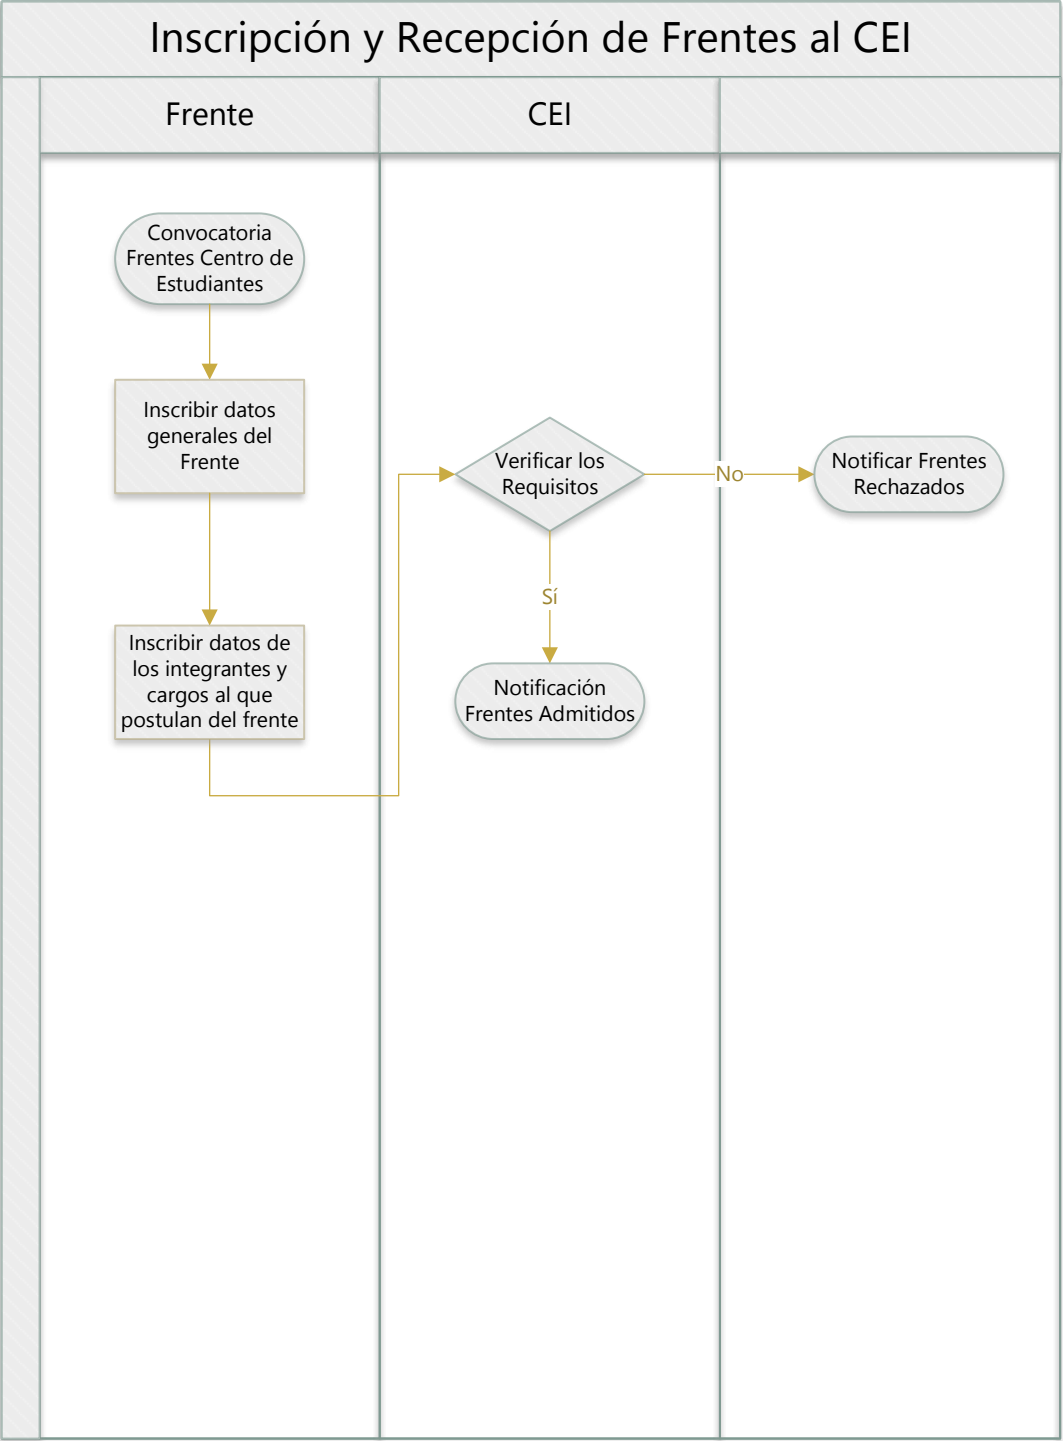 Inscripción y Recepción de Frentes al CEI
Frente
CEI
Convocatoria
Frentes Centro de
Estudiantes
Inscribir datos
generales del
Frente
Inscribir datos de
los integrantes y
cargos al que
postulan del frente
Verificar los
Requisitos
No
Notificar Frentes
Rechazados
Sí
Notificación
Frentes Admitidos